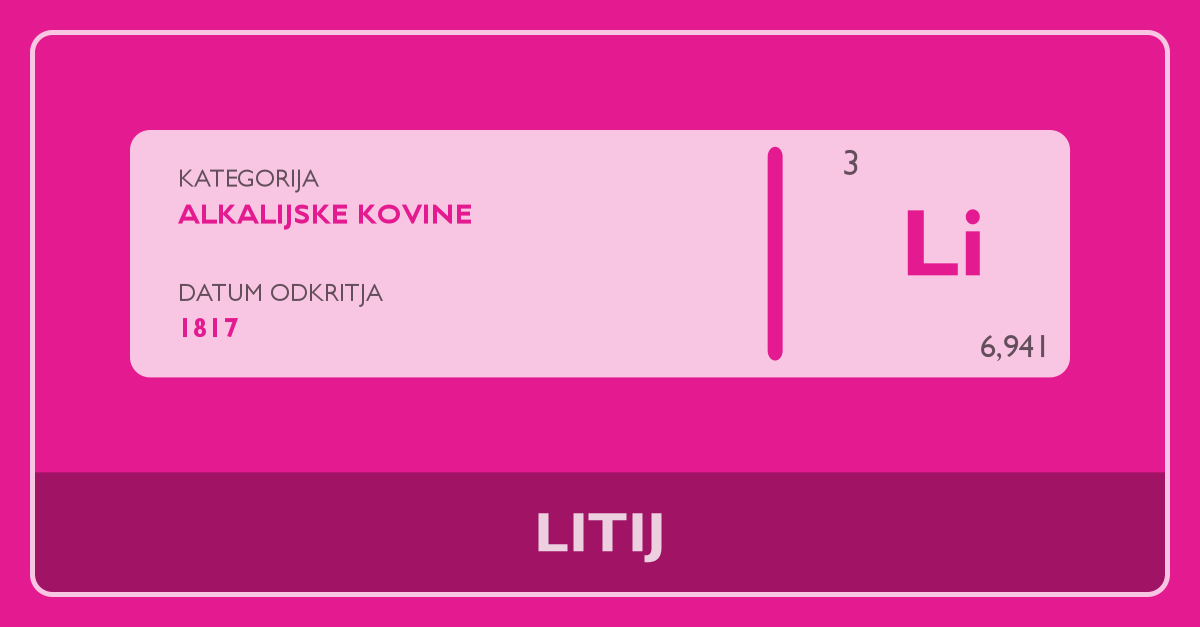 KATEGORIJA
ALKALIJSKE KOVINE
DATUM ODKRITJA
1817
3
Li
6,941
LITIJ